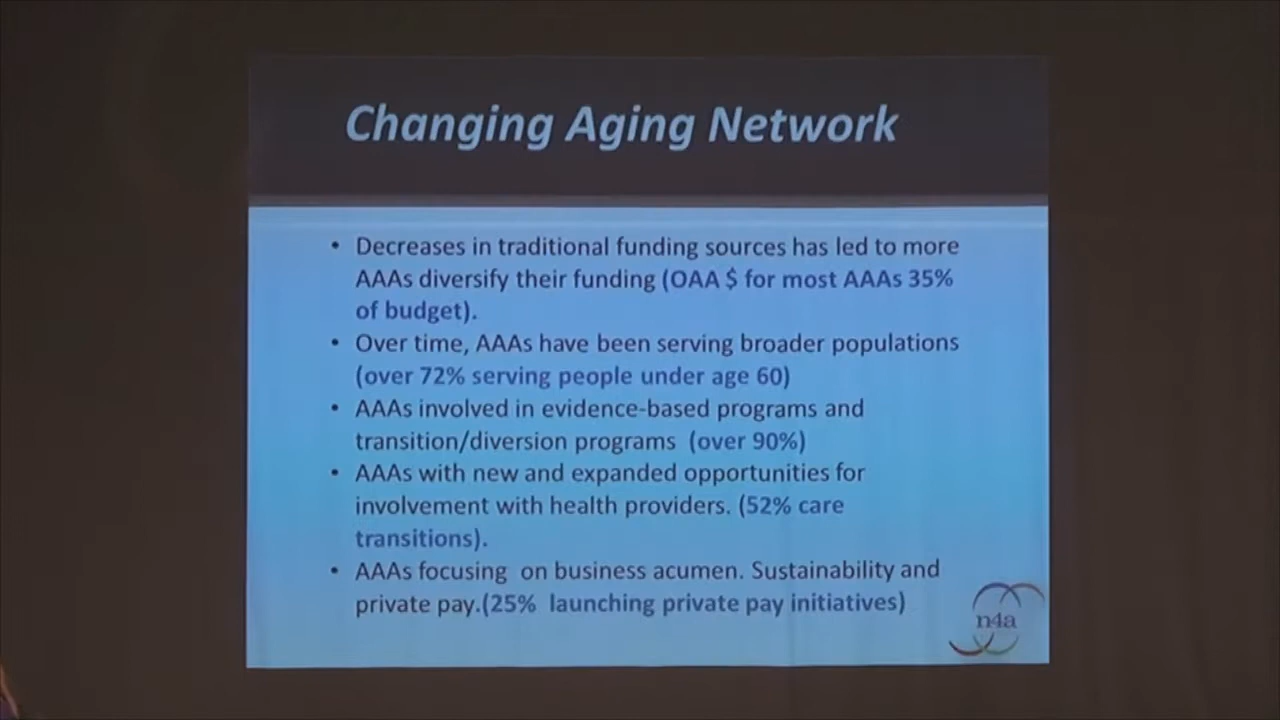 Changing Aging Network
• Decreases in traditional funding sources has led to more
AAAs diversify their funding (OAA $ for most AAAs 35%
of budget).
• Over time, AAAs have been serving broader populations
(over 72% serving people under age 60)
• AAAs involved in evidence-based programs and
transition/diversion programs (over 90%)
• AAAs with new and expanded opportunities for
involvement with health providers. (52% care
transitions).
• AAAs focusing on business acumen. Sustainability and
private pay.(25% launching private pay initiatives)
n4a